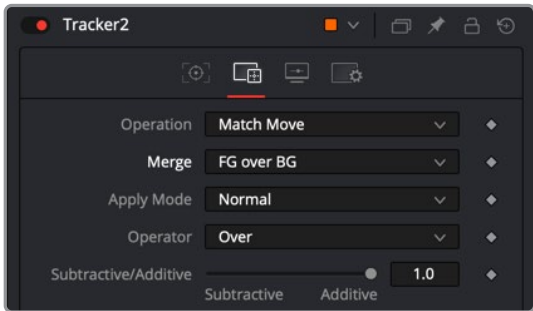 Tracker2
Operation Match Move
Merge FG over BG
Apply Mode Normal
Operator Over
Subtractive/Additive 1.0
Subtractive Additive